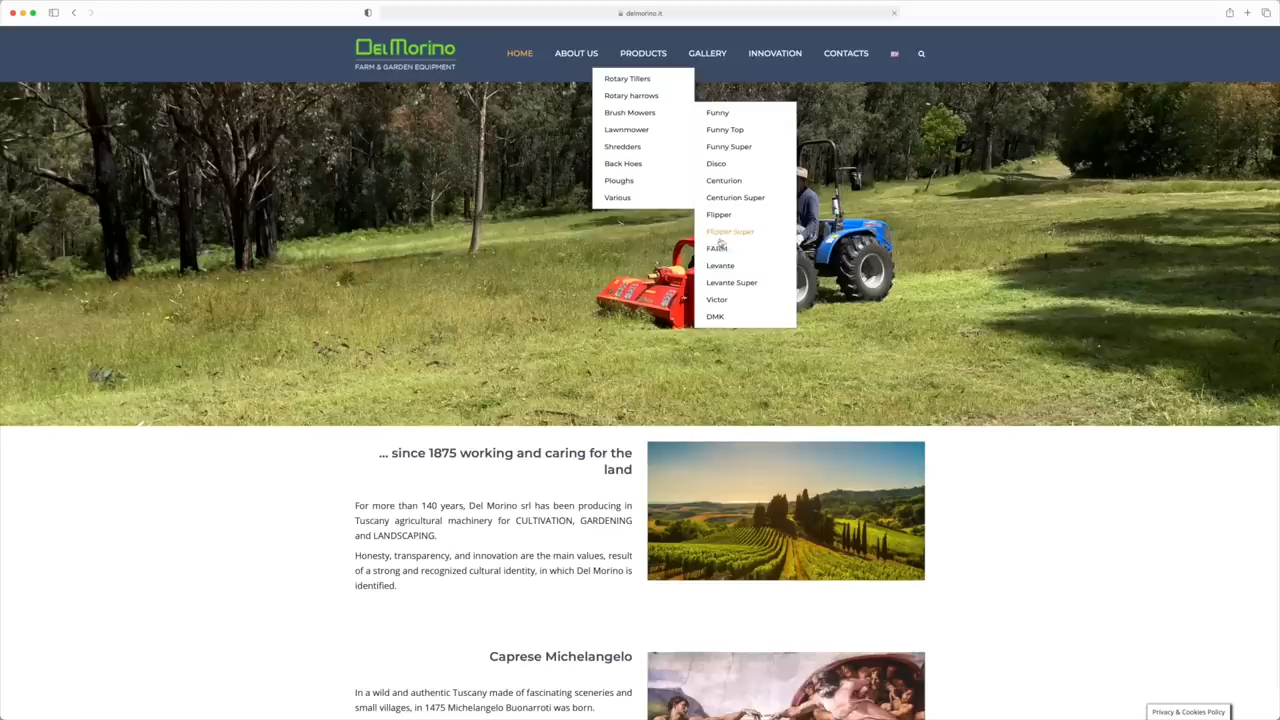 delmorino.it
DelMorino
FARM & GARDEN EQUIPMENT
HOME ABOUT US PRODUCTS GALLERY INNOVATION CONTACTS
Rotary Tillers
Rotary harrows
Brush Mowers
Lawnmower
Shredders
Back Hoes
Ploughs
Various
Funny
Funny Top
Funny Super
Disco
Centurion
Centurion Super
Flipper
Flipper Super
FARM
Levante
Levante Super
Victor
DMK
... since 1875 working and caring for the
land
For more than 140 years, Del Morino srl has been producing in
Tuscany agricultural machinery for CULTIVATION, GARDENING
and LANDSCAPING.
Honesty, transparency, and innovation are the main values, result
of a strong and recognized cultural identity, in which Del Morino is
identified.
Caprese Michelangelo
In a wild and authentic Tuscany made of fascinating sceneries and
small villages, in 1475 Michelangelo Buonarroti was born.
Privacy & Cookies Policy